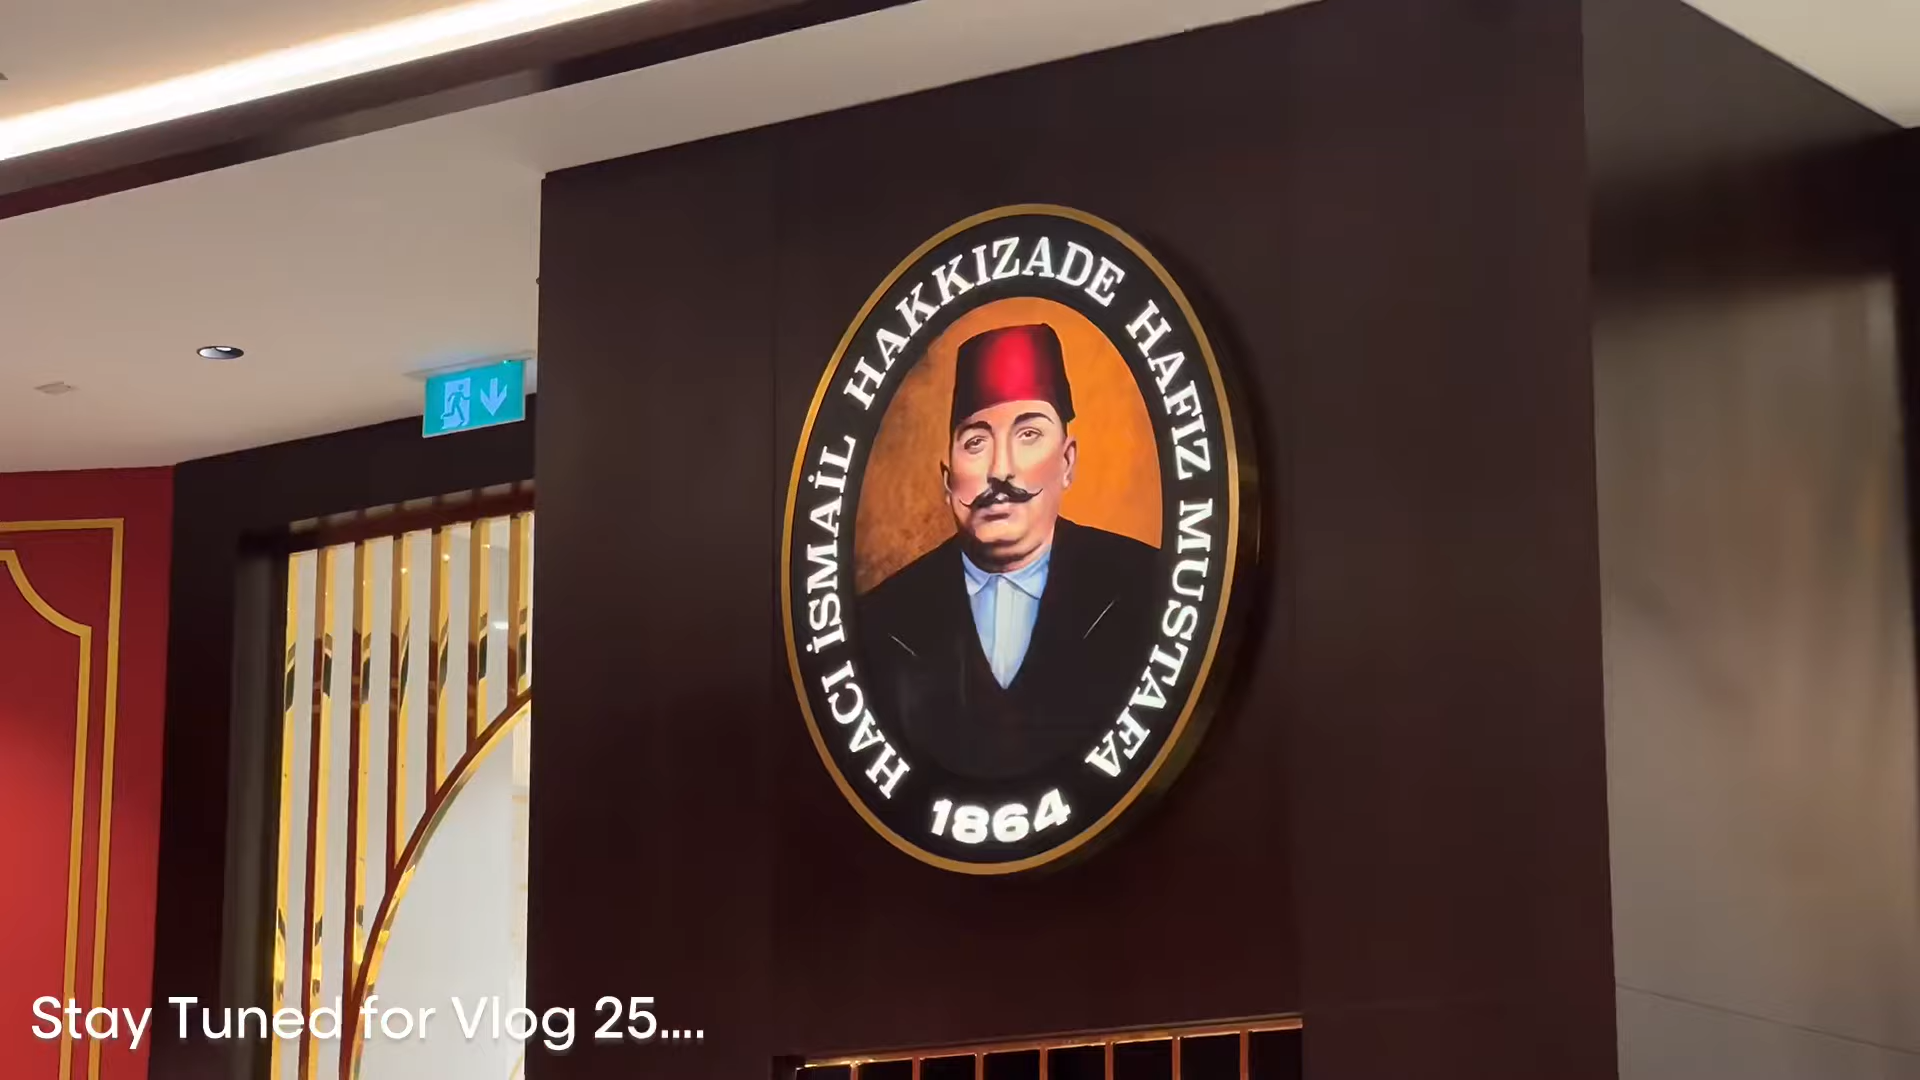 HACI İSMAİL HAKKIZADE HAFIZ MUSTAFA
1864
Stay Tuned for Vlog 25....